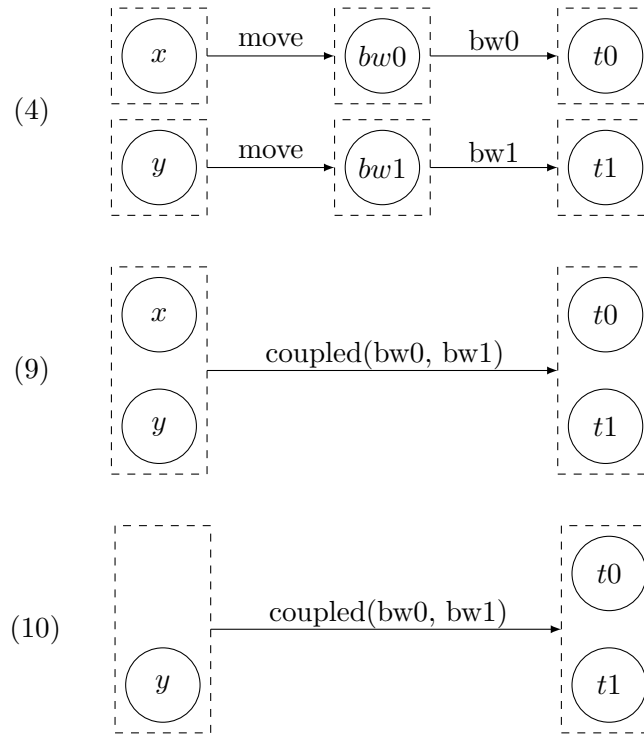 x move bw0 bw0 t0
(4)
y move bw1 bw1 t1
x t0
(9) coupled(bw0, bw1)
y t1
t0
(10) coupled(bw0, bw1)
y t1